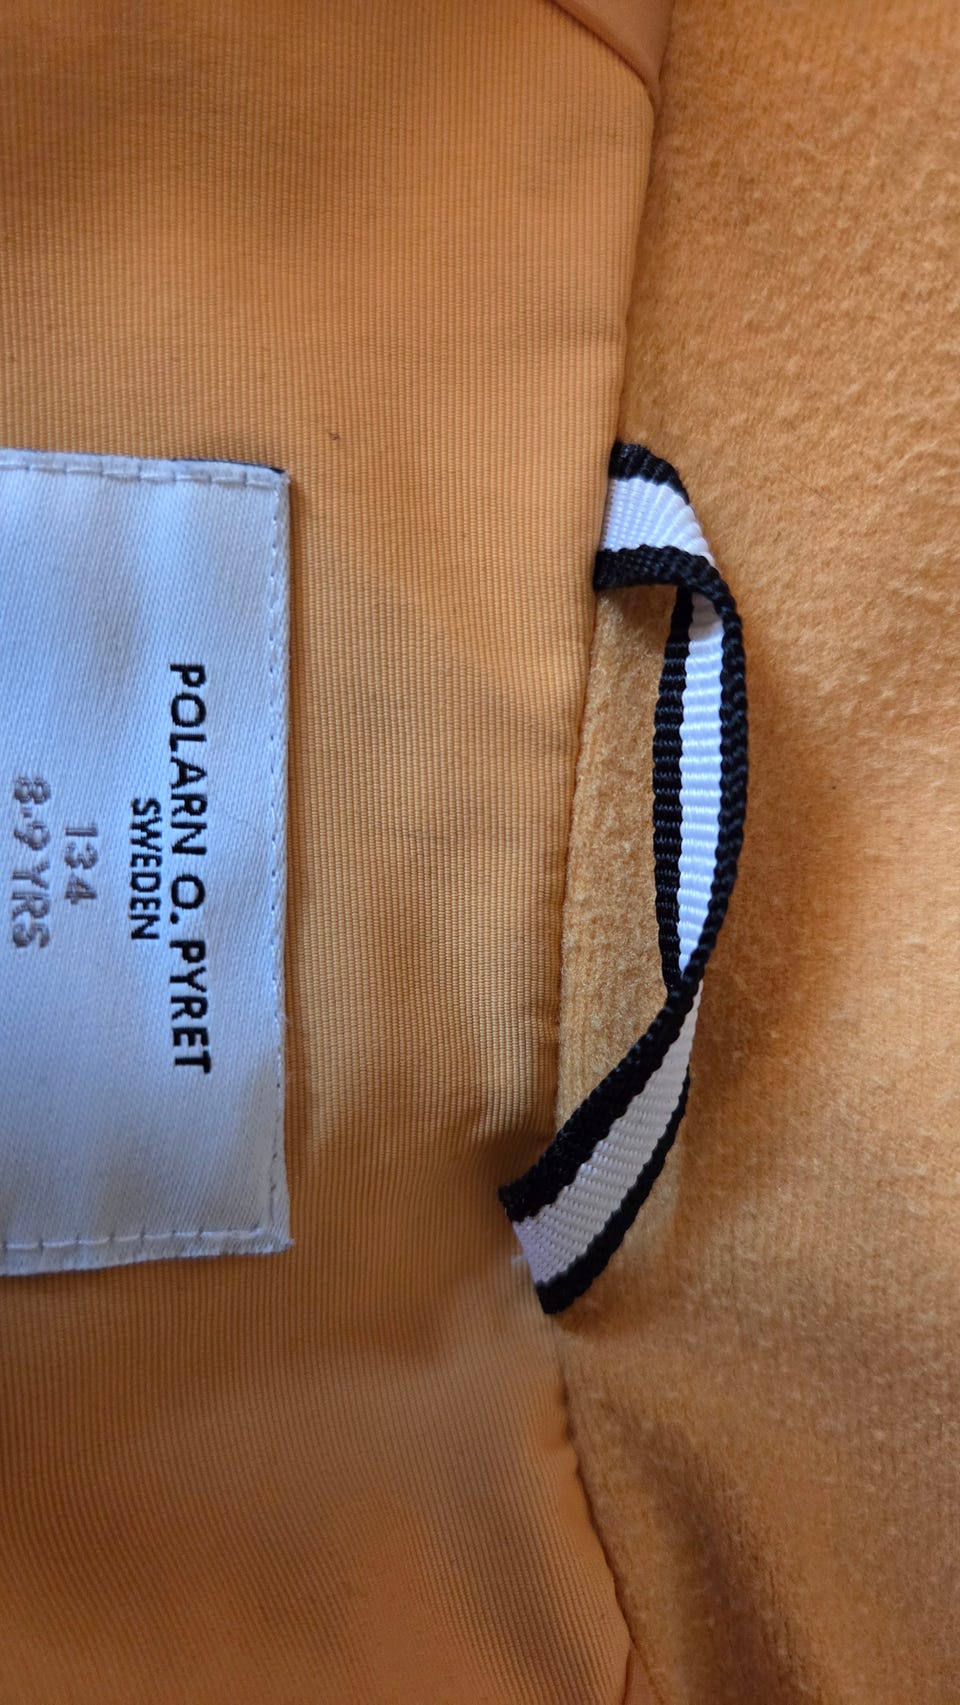 POLARN O. PYRET
SWEDEN
134
8-9 YRS